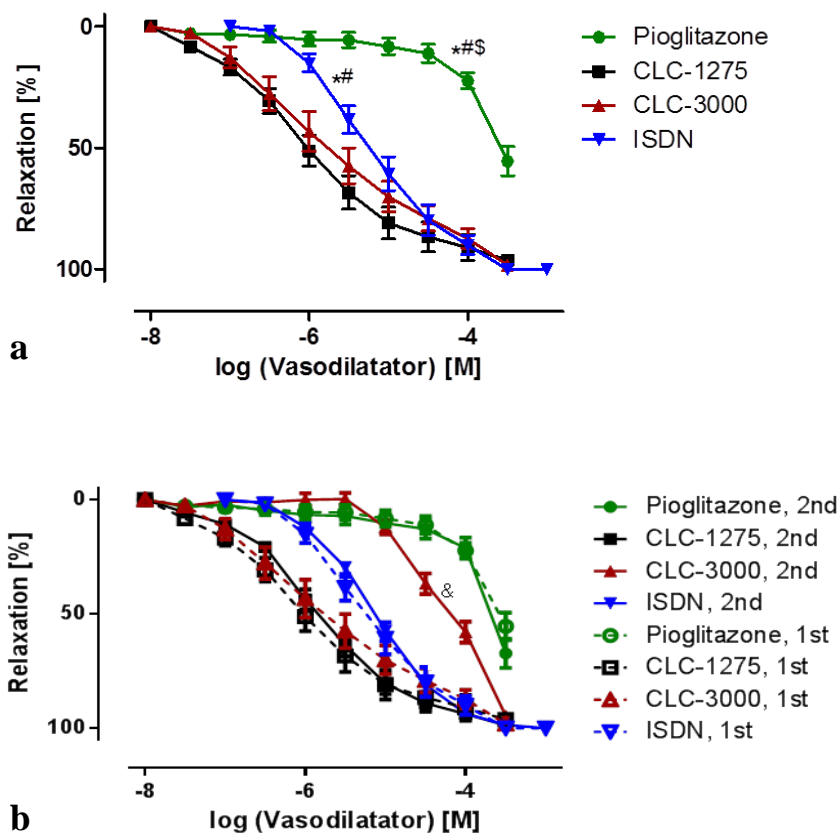 0
50
100
Relaxation [%]
-8
-6
-4
log (Vasodilatator) [M]
*#
*#$
Pioglitazone
CLC-1275
CLC-3000
ISDN
a
0
50
100
Relaxation [%]
-8
-6
-4
log (Vasodilatator) [M]
&
Pioglitazone, 2nd
CLC-1275, 2nd
CLC-3000, 2nd
ISDN, 2nd
Pioglitazone, 1st
CLC-1275, 1st
CLC-3000, 1st
ISDN, 1st
b